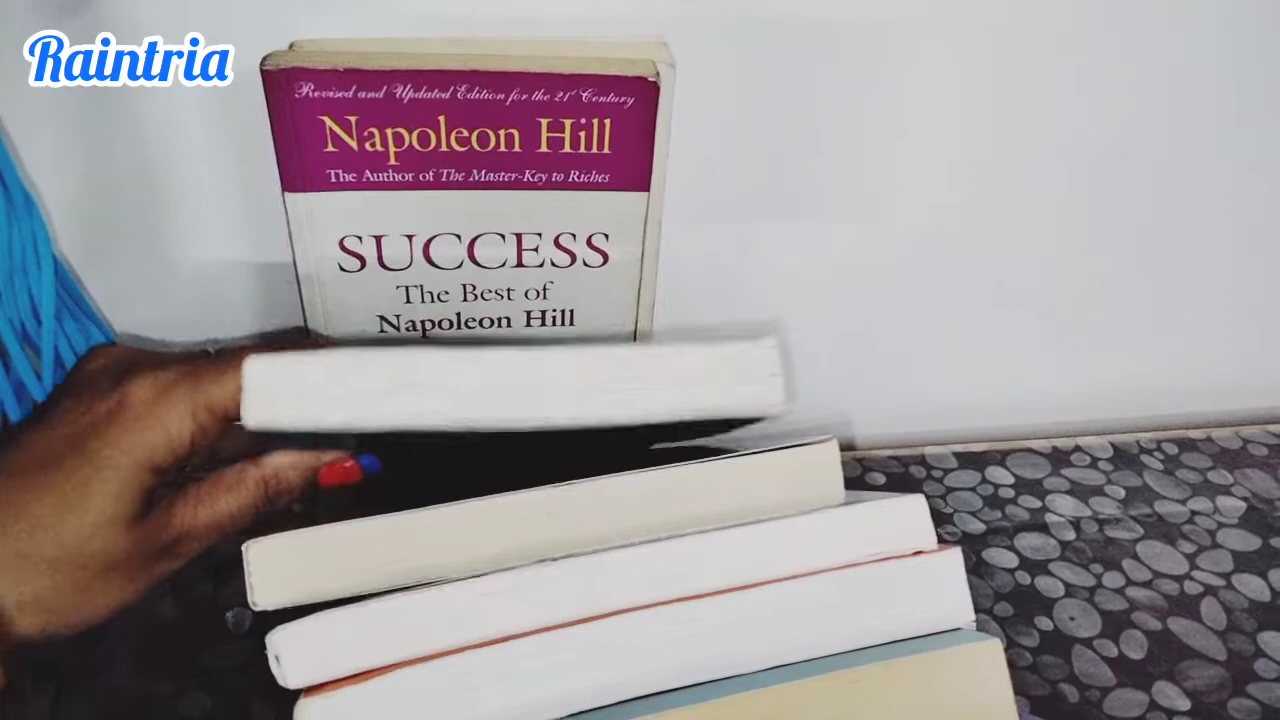 Raintria
Revised and Updated Edition for the 21st Century
Napoleon Hill
The Author of The Master-Key to Riches
SUCCESS
The Best of
Napoleon Hill